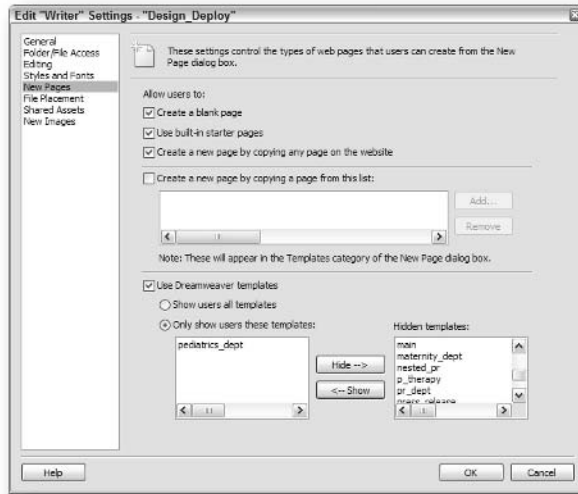 Edit "Writer" Settings - "Design_Deploy"
General
Folder/File Access
Editing
Styles and Fonts
New Pages
File Placement
Shared Assets
New Images
These settings control the types of web pages that users can create from the New
Page dialog box.
Allow users to:
Create a blank page
Use built-in starter pages
Create a new page by copying any page on the website
Create a new page by copying a page from this list:
Add...
Remove
Note: These will appear in the Templates category of the New Page dialog box.
Use Dreamweaver templates
Show users all templates
Only show users these templates:
Hidden templates:
pediatrics_dept
Hide -->
<-- Show
main
maternity_dept
nested_pr
p_therapy
pr_dept
press_release
Help
OK
Cancel